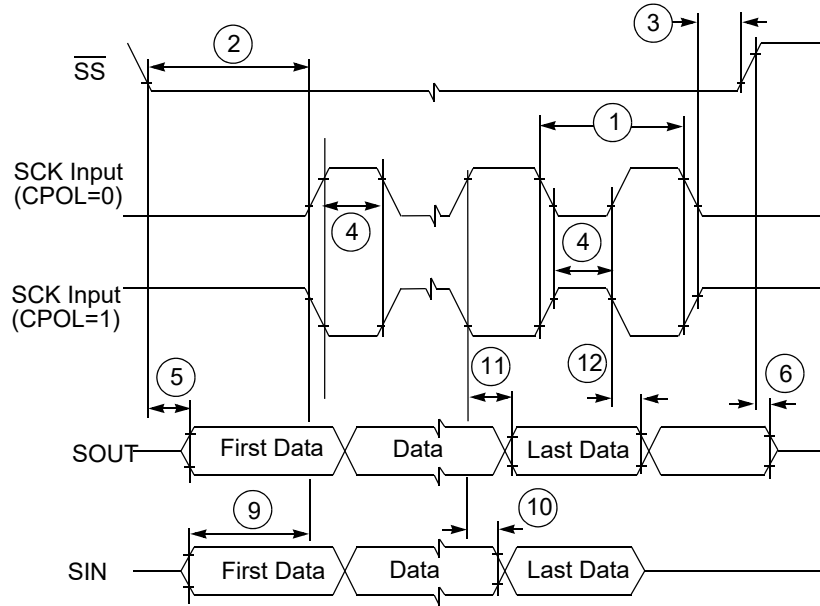 3
2
SS
1
SCK Input
(CPOL=0)
4
4
SCK Input
(CPOL=1)
5
11
12
6
SOUT
First Data
Data
Last Data
9
10
SIN
First Data
Data
Last Data